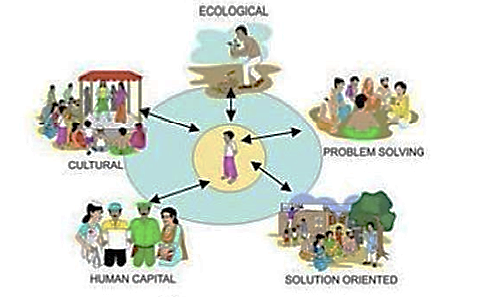 ECOLOGICAL
CULTURAL
PROBLEM SOLVING
HUMAN CAPITAL
SOLUTION ORIENTED